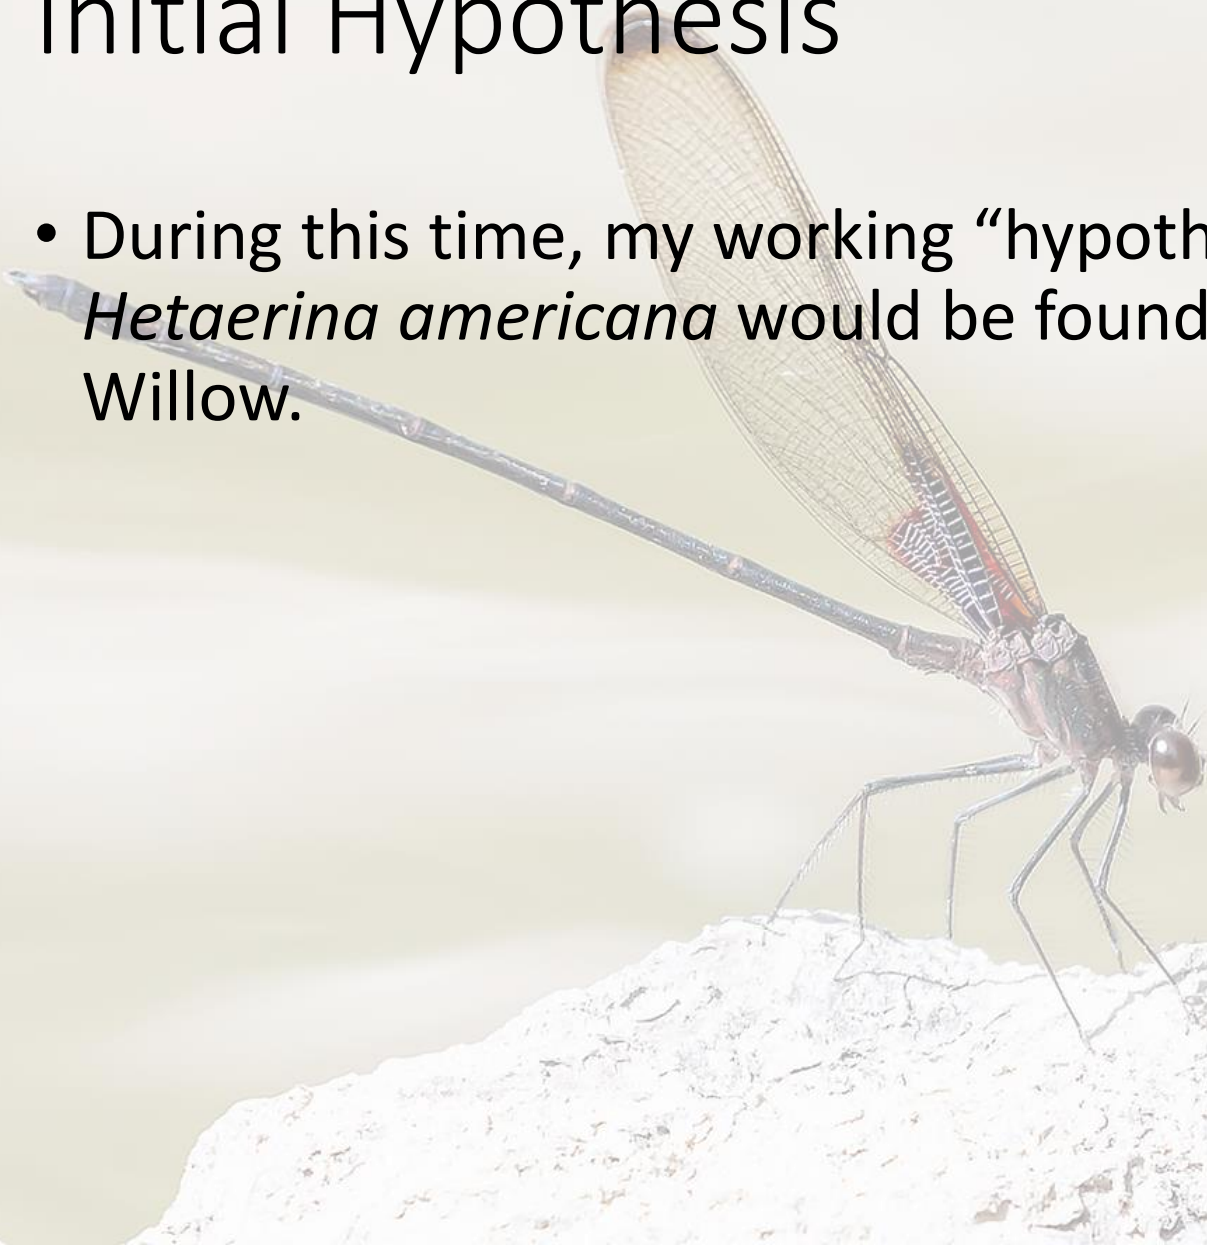 Initial Hypothesis
• During this time, my working “hypoth
Hetaerina americana would be found
Willow.